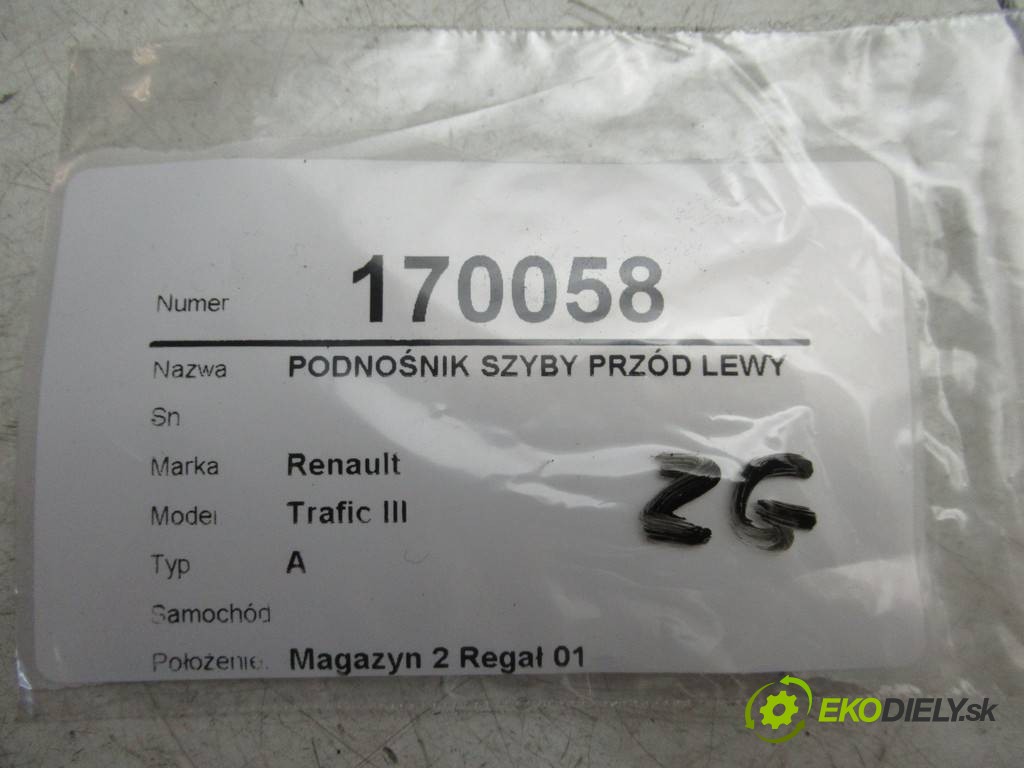 Numer 170058
Nazwa PODNOŚNIK SZYBY PRZÓD LEWY
Sn
Marka Renault
Model Trafic III
Typ A
Samochód
Położenie. Magazyn 2 Regał 01
ZG
EKODIELY.sk